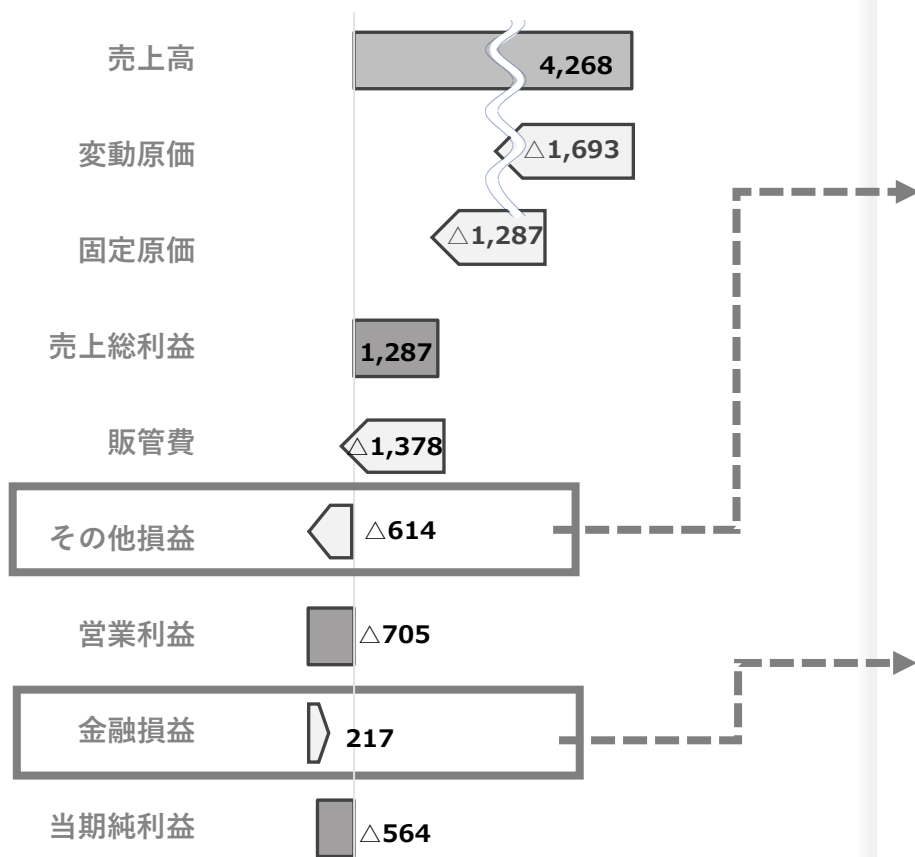 売上高 4,268
変動原価 △1,693
固定原価 △1,287
売上総利益 1,287
販管費 △1,378
その他損益 △614
営業利益 △705
金融損益 217
当期純利益 △564